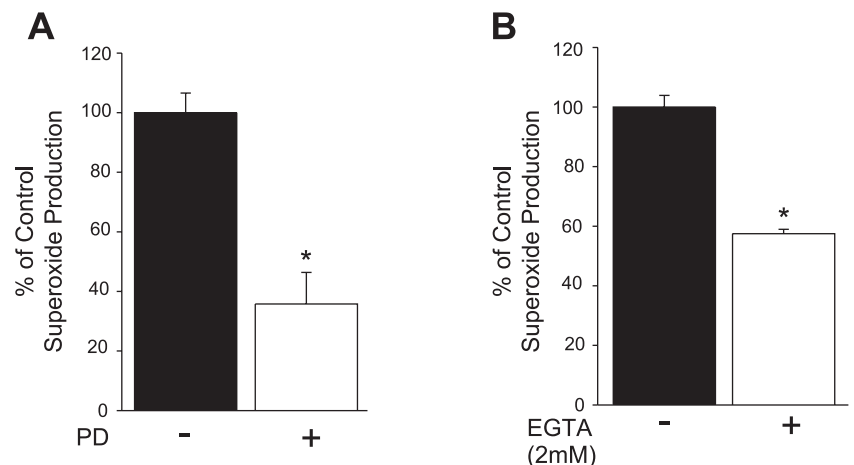 A
% of Control
Superoxide Production
120
100
80
60
40
20
0
*
PD - +
B
% of Control
Superoxide Production
120
100
80
60
40
20
0
*
EGTA - +
(2mM)